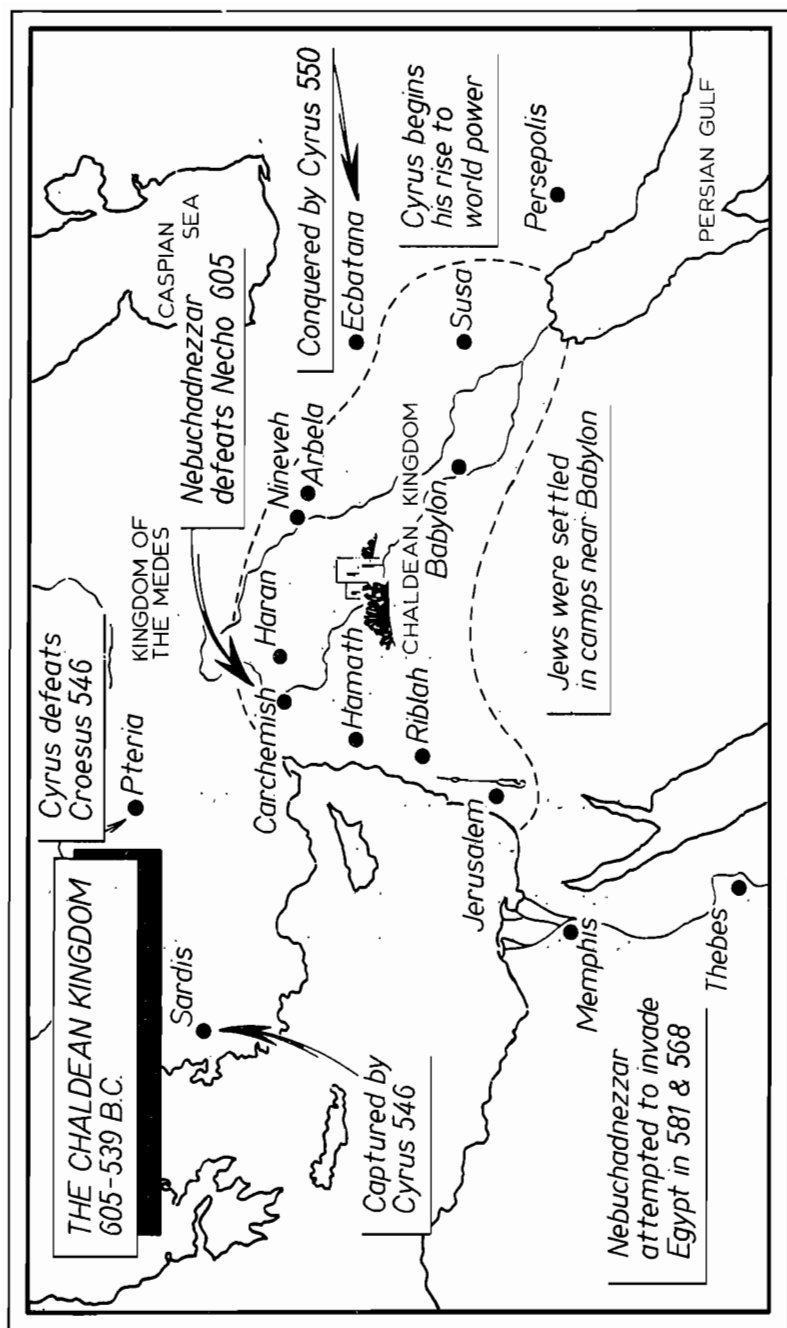 THE CHALDEAN KINGDOM
605-539 B.C.
Cyrus defeats
Croesus 546
Pteria
Sardis
Captured by
Cyrus 546
KINGDOM OF
THE MEDES
Nebuchadnezzar
defeats Necho 605
CASPIAN
SEA
Conquered by Cyrus 550
Ecbatana
Cyrus begins
his rise to
world power
Persepolis
Susa
PERSIAN GULF
Nineveh
Arbela
Haran
Carchemish
Hamath
Riblah
CHALDEAN KINGDOM
Babylon
Jews were settled
in camps near Babylon
Jerusalem
Memphis
Thebes
Nebuchadnezzar
attempted to invade
Egypt in 581 & 568